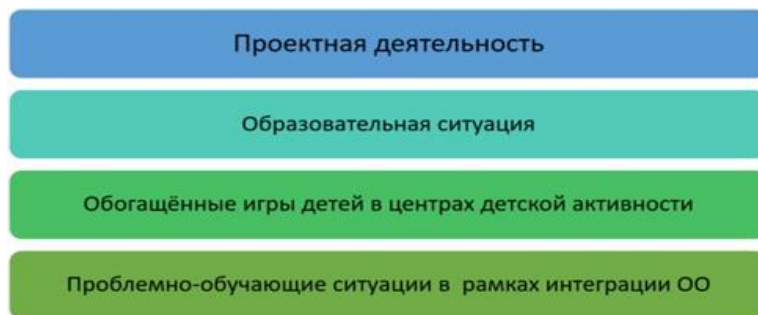 Проектная деятельность
Образовательная ситуация
Обогащённые игры детей в центрах детской активности
Проблемно-обучающие ситуации в рамках интеграции ОО